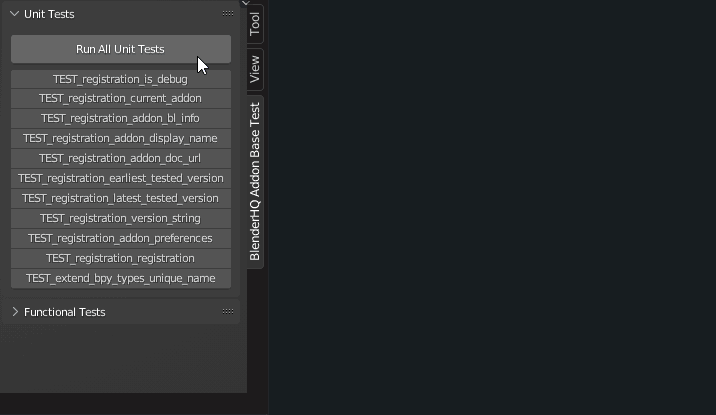 Unit Tests
Run All Unit Tests
TEST_registration_is_debug
TEST_registration_current_addon
TEST_registration_addon_bl_info
TEST_registration_addon_display_name
TEST_registration_addon_doc_url
TEST_registration_earliest_tested_version
TEST_registration_latest_tested_version
TEST_registration_version_string
TEST_registration_addon_preferences
TEST_registration_registration
TEST_extend_bpy_types_unique_name
Functional Tests
Tool
View
BlenderHQ Addon Base Test